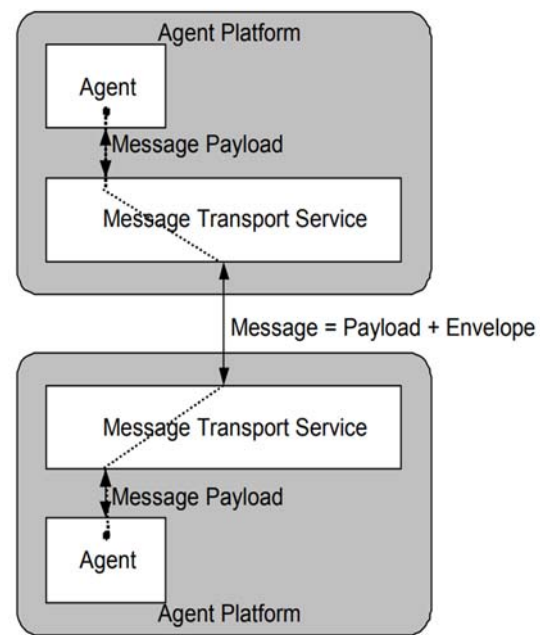 Agent Platform
Agent
Message Payload
Message Transport Service
Message = Payload + Envelope
Message Transport Service
Message Payload
Agent
Agent Platform